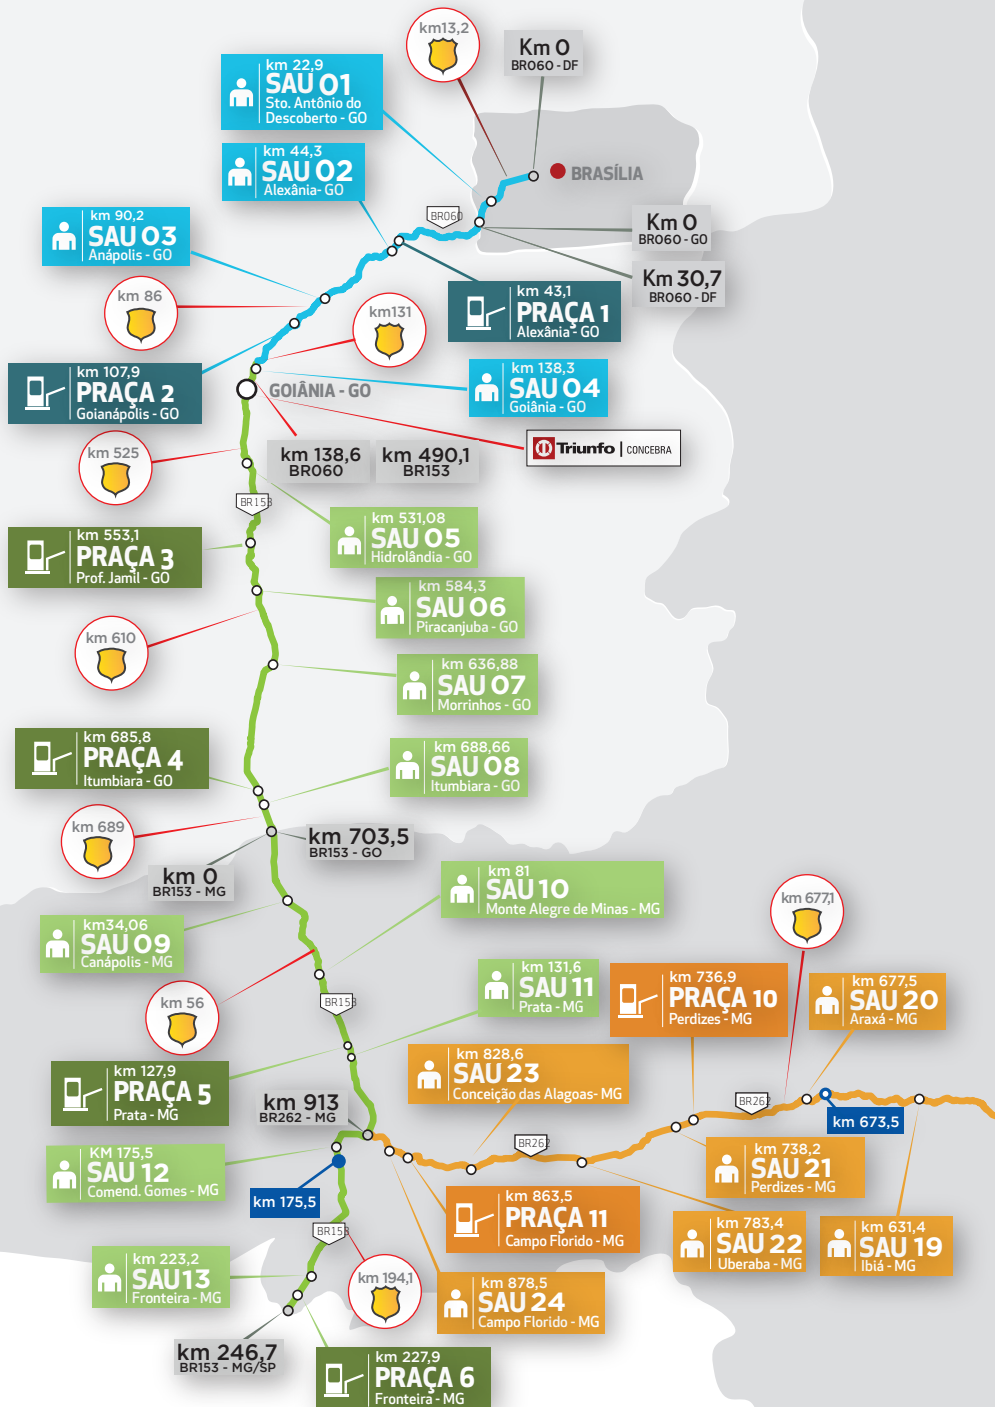 km13,2
Km 0
BR060 - DF
km 22,9
SAU 01
Sto. Antônio do
Descoberto - GO
km 44,3
SAU 02
Alexânia- GO
BRASÍLIA
km 90,2
SAU 03
Anápolis - GO
BR060
Km 0
BR060 - GO
Km 30,7
BR060 - DF
km 86
km131
km 43,1
PRAÇA 1
Alexânia - GO
km 107,9
PRAÇA 2
Goianápolis - GO
GOIÂNIA - GO
km 138,3
SAU 04
Goiânia - GO
km 525
km 138,6
BR060
km 490,1
BR153
Triunfo | CONCEBRA
BR153
km 531,08
SAU 05
Hidrolândia - GO
km 553,1
PRAÇA 3
Prof. Jamil - GO
km 584,3
SAU 06
Piracanjuba - GO
km 610
km 636,88
SAU 07
Morrinhos - GO
km 685,8
PRAÇA 4
Itumbiara - GO
km 688,66
SAU 08
Itumbiara - GO
km 689
km 703,5
BR153 - GO
km 0
BR153 - MG
km 81
SAU 10
Monte Alegre de Minas - MG
km 677,1
km34,06
SAU 09
Canápolis - MG
km 56
BR153
km 131,6
SAU 11
Prata - MG
km 736,9
PRAÇA 10
Perdizes - MG
km 677,5
SAU 20
Araxá - MG
km 127,9
PRAÇA 5
Prata - MG
km 828,6
SAU 23
Conceição das Alagoas- MG
km 913
BR262 - MG
BR262
km 673,5
BR262
KM 175,5
SAU 12
Comend. Gomes - MG
km 738,2
SAU 21
Perdizes - MG
km 175,5
km 863,5
PRAÇA 11
Campo Florido - MG
km 783,4
SAU 22
Uberaba - MG
km 631,4
SAU 19
Ibiá - MG
BR153
km 223,2
SAU13
Fronteira - MG
km 194,1
km 878,5
SAU 24
Campo Florido - MG
km 246,7
BR153 - MG/SP
km 227,9
PRAÇA 6
Fronteira - MG